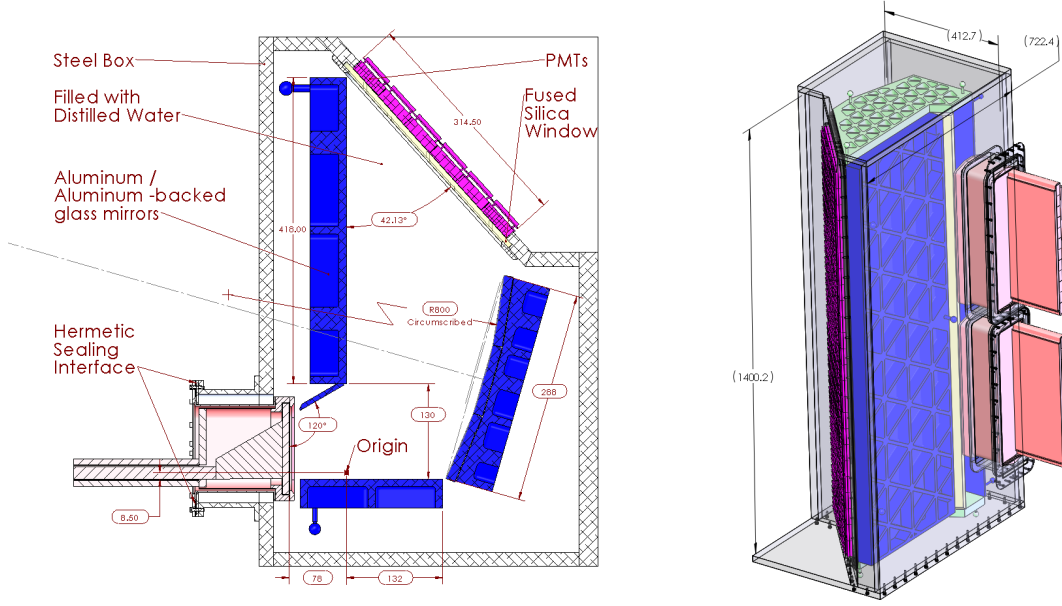 Steel Box
Filled with
Distilled Water
Aluminum /
Aluminum -backed
glass mirrors
Hermetic
Sealing
Interface
PMTs
Fused
Silica
Window
314.50
42.13°
418.00
R800
Circumscribed
288
130
120°
Origin
8.50
78
132
(412.7)
(722.4)
(1400.2)